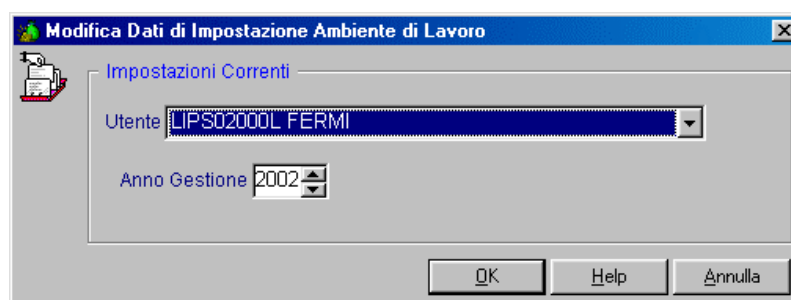 Modifica Dati di Impostazione Ambiente di Lavoro
Impostazioni Correnti
Utente LIPS02000L FERMI
Anno Gestione 2002
OK Help Annulla